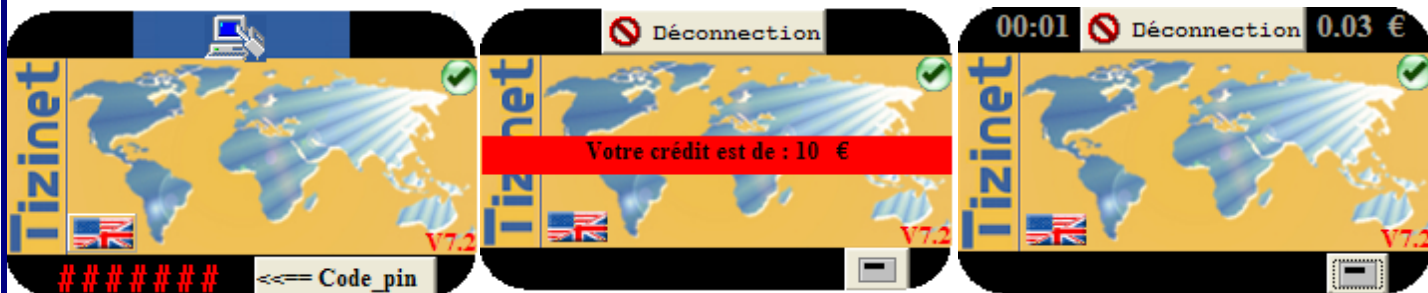 Tizinet
V7.2
####### <<== Code_pin
Déconnection
Votre crédit est de : 10 €
Tizinet
V7.2
00:01 Déconnection 0.03 €
Tizinet
V7.2